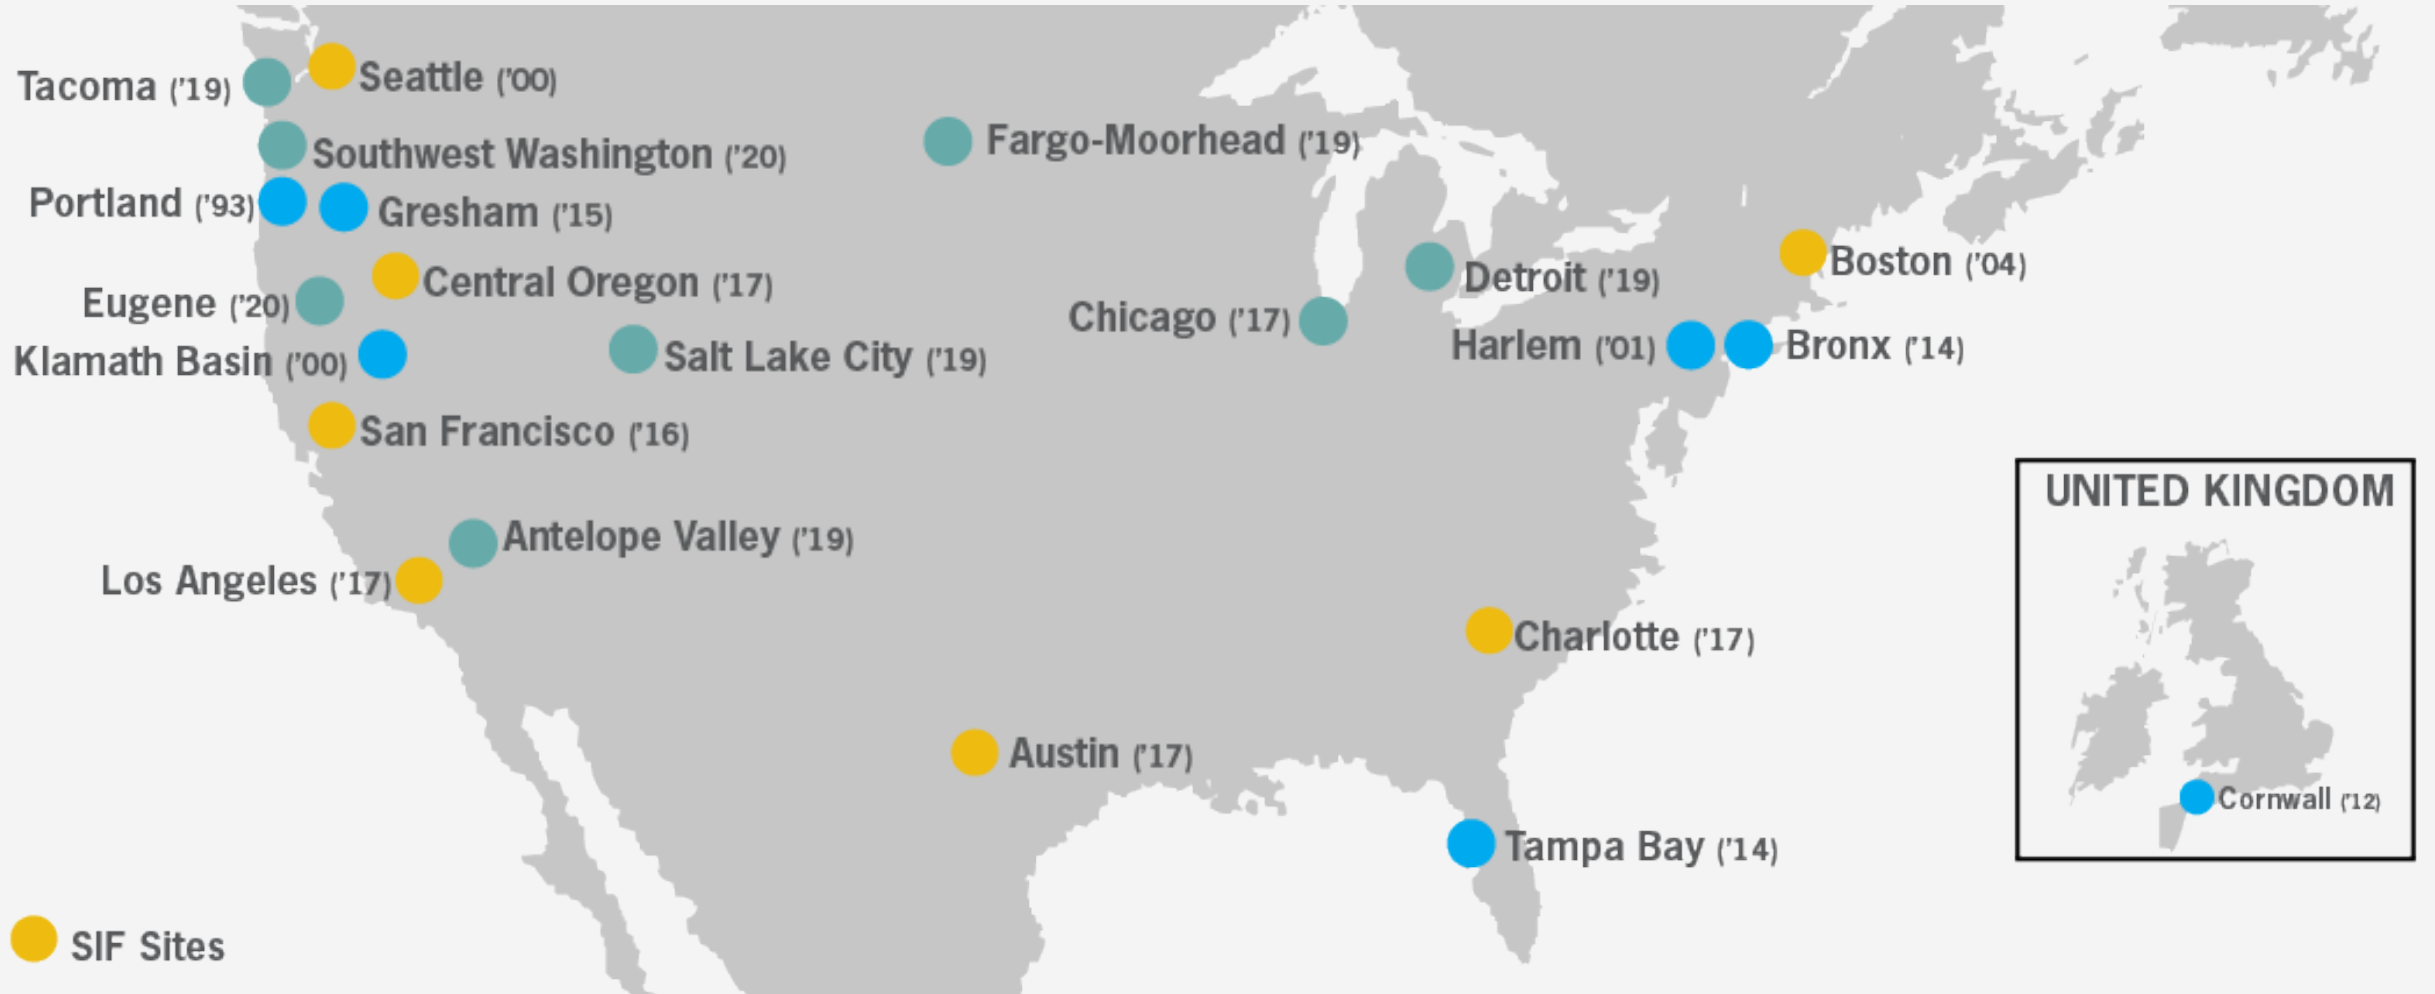 Tacoma ('19)
Seattle ('00)
Southwest Washington ('20)
Portland ('93)
Gresham ('15)
Central Oregon ('17)
Eugene ('20)
Klamath Basin ('00)
Salt Lake City ('19)
San Francisco ('16)
Antelope Valley ('19)
Los Angeles ('17)
Fargo-Moorhead ('19)
Detroit ('19)
Chicago ('17)
Boston ('04)
Harlem ('01)
Bronx ('14)
Charlotte ('17)
Austin ('17)
Tampa Bay ('14)
UNITED KINGDOM
Cornwall ('12)
SIF Sites